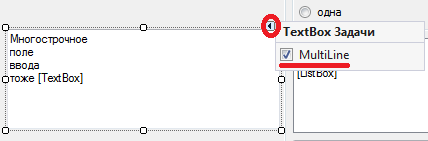 Многострочное
поле
ввода
тоже [TextBox]
одна
TextBox Задачи
MultiLine
[ListBox]